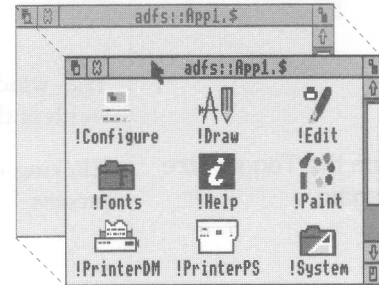 adfs::App1.$
adfs::App1.$
!Configure !Draw !Edit
!Fonts !Help !Paint
!PrinterDM !PrinterPS !System